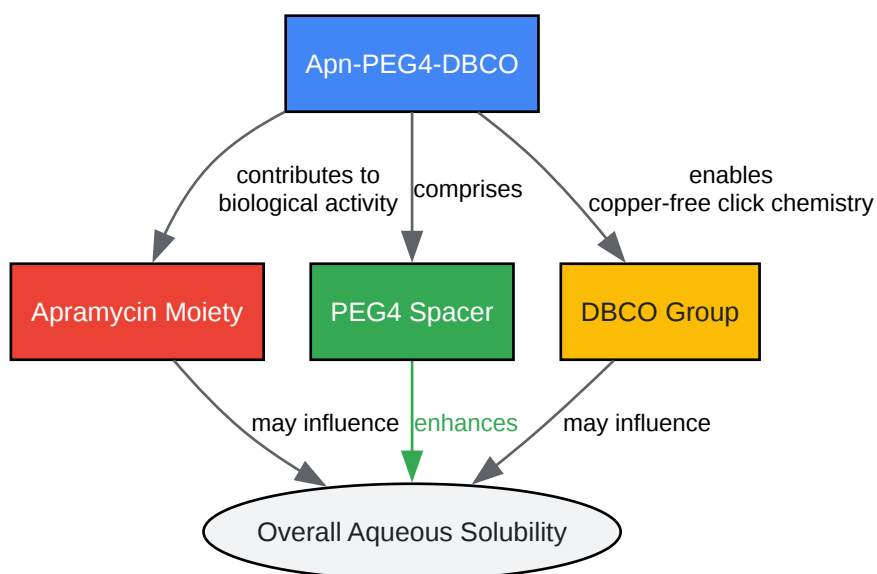 Apn-PEG4-DBCO
contributes to
biological activity
comprises
enables
copper-free click chemistry
Apramycin Moiety
PEG4 Spacer
DBCO Group
may influence
enhances
may influence
Overall Aqueous Solubility